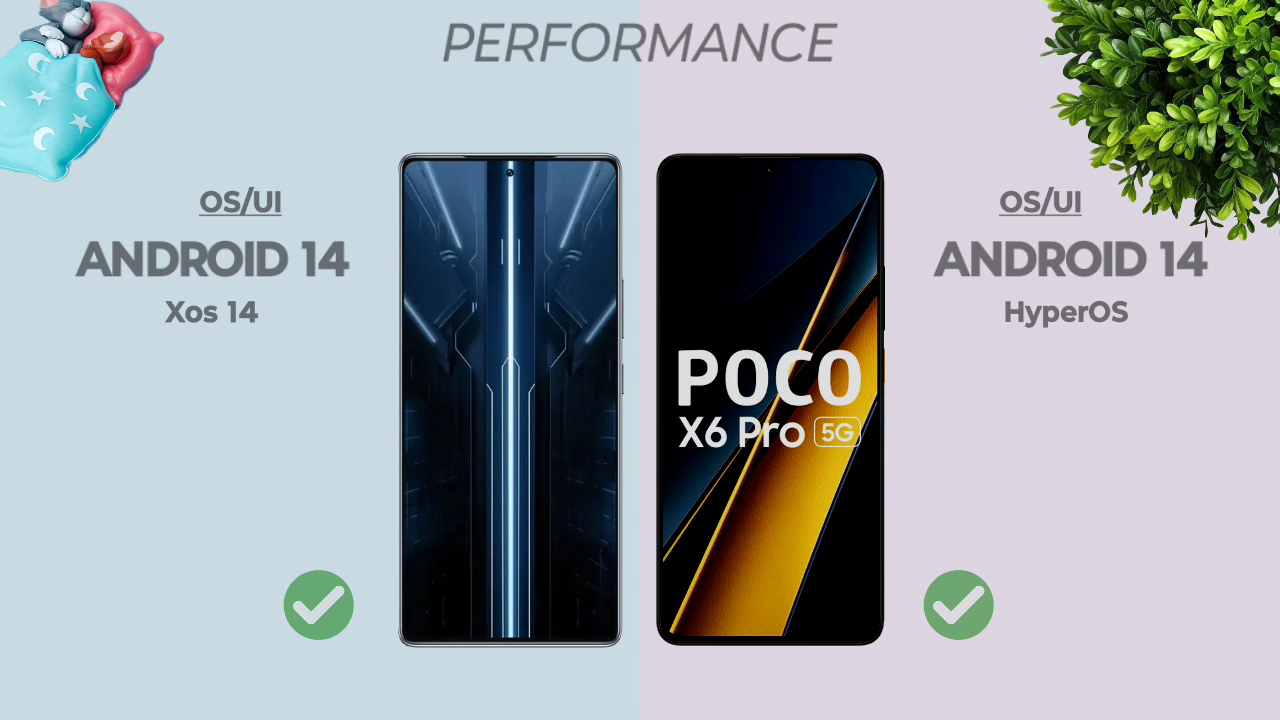 PERFORMANCE
OS/UI
ANDROID 14
Xos 14
POCO
X6 Pro 5G
OS/UI
ANDROID 14
HyperOS